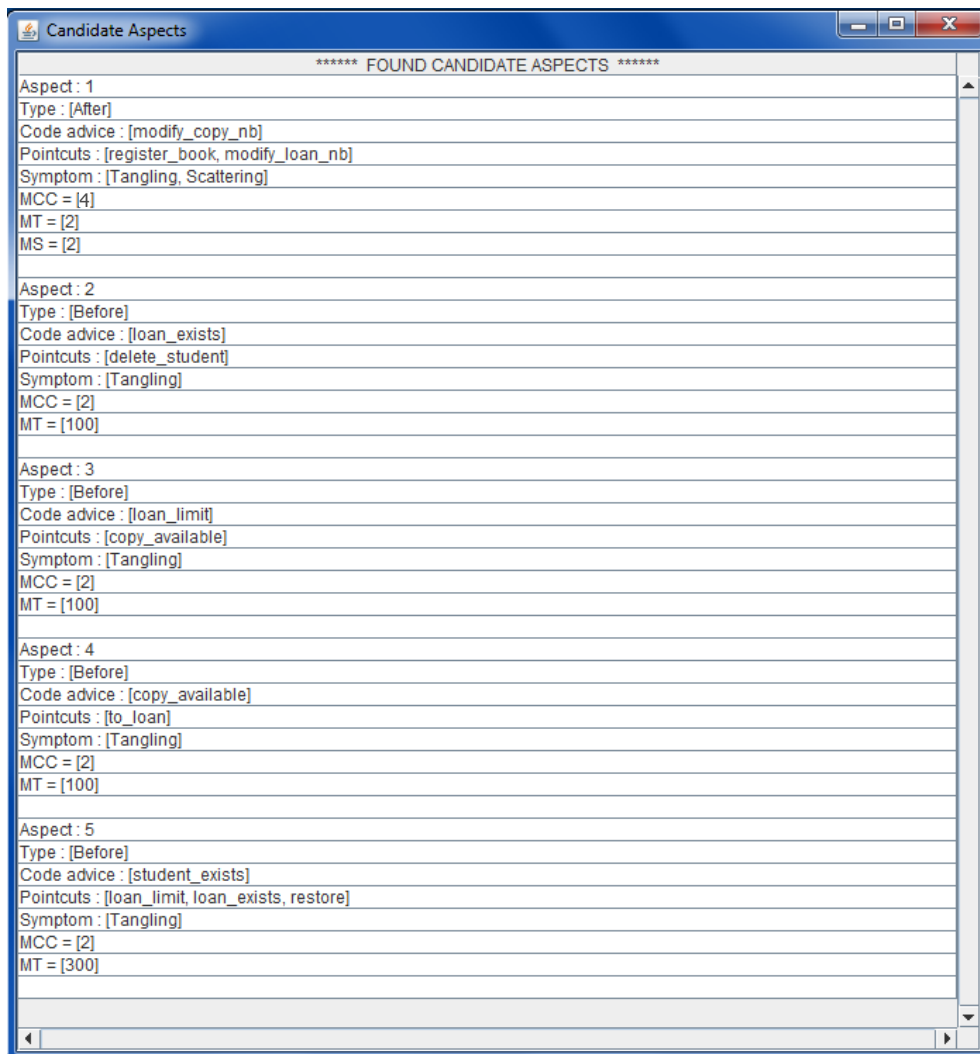 Candidate Aspects
****** FOUND CANDIDATE ASPECTS ******
Aspect : 1
Type : [After]
Code advice : [modify_copy_nb]
Pointcuts : [register_book, modify_loan_nb]
Symptom : [Tangling, Scattering]
MCC = [4]
MT = [2]
MS = [2]
Aspect : 2
Type : [Before]
Code advice : [loan_exists]
Pointcuts : [delete_student]
Symptom : [Tangling]
MCC = [2]
MT = [100]
Aspect : 3
Type : [Before]
Code advice : [loan_limit]
Pointcuts : [copy_available]
Symptom : [Tangling]
MCC = [2]
MT = [100]
Aspect : 4
Type : [Before]
Code advice : [copy_available]
Pointcuts : [to_loan]
Symptom : [Tangling]
MCC = [2]
MT = [100]
Aspect : 5
Type : [Before]
Code advice : [student_exists]
Pointcuts : [loan_limit, loan_exists, restore]
Symptom : [Tangling]
MCC = [2]
MT = [300]